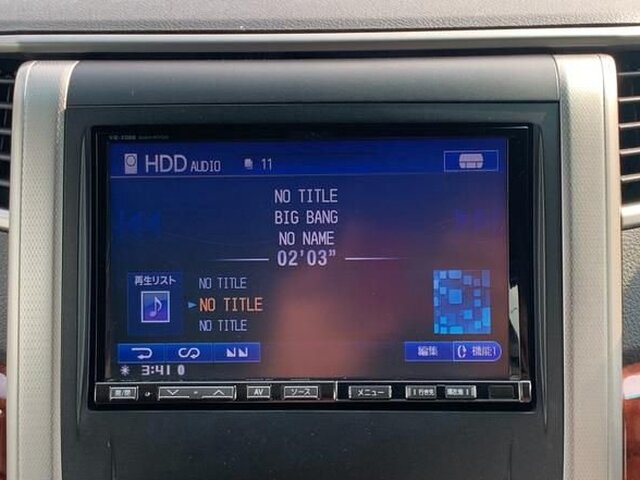 HDD AUDIO 11
NO TITLE
BIG BANG
NO NAME
02'03"
再生リスト
NO TITLE
NO TITLE
NO TITLE
編集 機能1
3:41
AV ソース メニュー